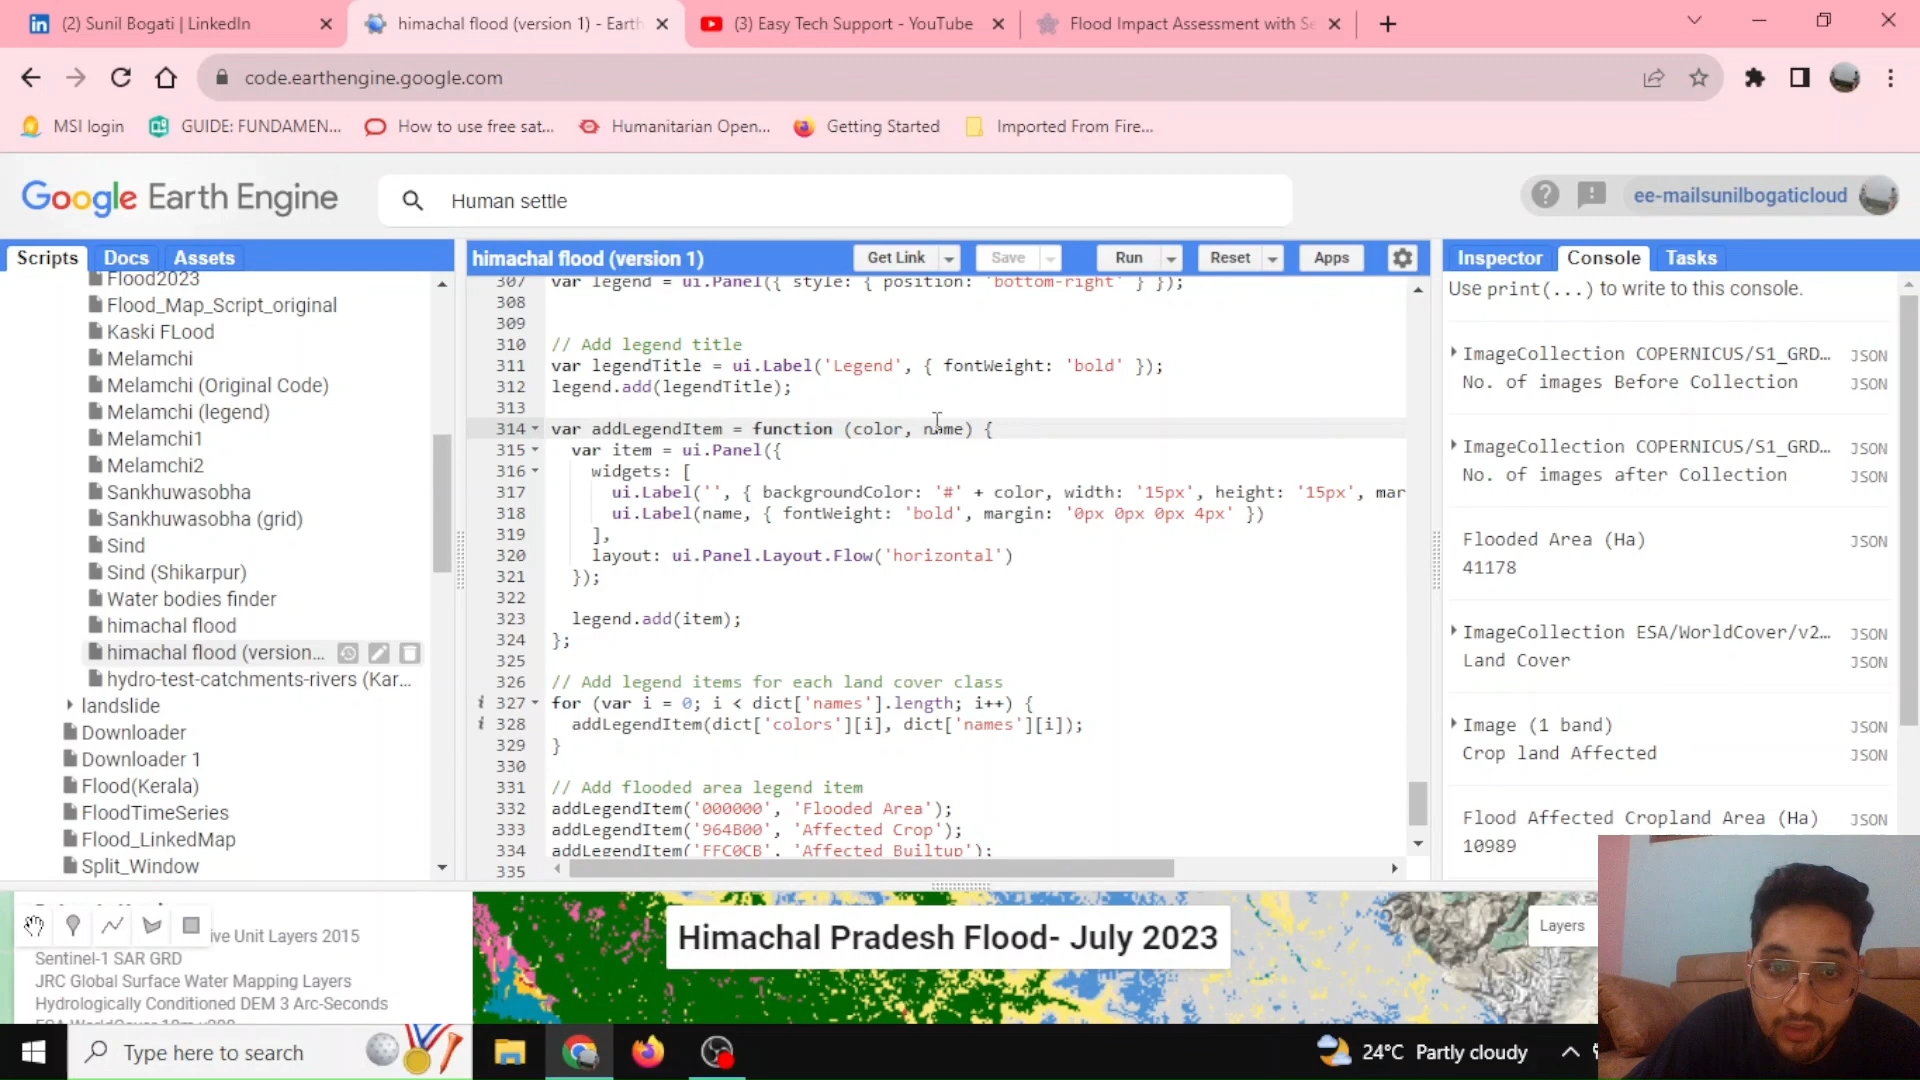 (2) Sunil Bogati | LinkedIn
himachal flood (version 1) - Earth
(3) Easy Tech Support - YouTube
Flood Impact Assessment with Se
code.earthengine.google.com
MSI login
GUIDE: FUNDAMEN...
How to use free sat...
Humanitarian Open...
Getting Started
Imported From Fire...
Google Earth Engine
Human settle
ee-mailsunilbogaticloud
Scripts
Docs
Assets
Flood2023
Flood_Map_Script_original
Kaski FLood
Melamchi
Melamchi (Original Code)
Melamchi (legend)
Melamchi1
Melamchi2
Sankhuwasobha
Sankhuwasobha (grid)
Sind
Sind (Shikarpur)
Water bodies finder
himachal flood
himachal flood (version...
hydro-test-catchments-rivers (Kar...
landslide
Downloader
Downloader 1
Flood(Kerala)
FloodTimeSeries
Flood_LinkedMap
Split_Window
himachal flood (version 1)
Get Link
Save
Run
Reset
Apps
307 var legend = ui.Panel({ style: { position: 'bottom-right' } });
308
309
310 // Add legend title
311 var legendTitle = ui.Label('Legend', { fontWeight: 'bold' });
312 legend.add(legendTitle);
313
314 var addLegendItem = function (color, name) {
315 var item = ui.Panel({
316 widgets: [
317 ui.Label('', { backgroundColor: '#' + color, width: '15px', height: '15px', mar
318 ui.Label(name, { fontWeight: 'bold', margin: '0px 0px 0px 4px' })
319 ],
320 layout: ui.Panel.Layout.Flow('horizontal')
321 });
322
323 legend.add(item);
324 };
325
326 // Add legend items for each land cover class
i 327 for (var i = 0; i < dict['names'].length; i++) {
i 328 addLegendItem(dict['colors'][i], dict['names'][i]);
329 }
330
331 // Add flooded area legend item
332 addLegendItem('000000', 'Flooded Area');
333 addLegendItem('964B00', 'Affected Crop');
334 addLegendItem('FFC0CB', 'Affected Builtup');
335
Inspector
Console
Tasks
Use print(...) to write to this console.
ImageCollection COPERNICUS/S1_GRD... JSON
No. of images Before Collection JSON
ImageCollection COPERNICUS/S1_GRD... JSON
No. of images after Collection JSON
Flooded Area (Ha) JSON
41178
ImageCollection ESA/WorldCover/v2... JSON
Land Cover JSON
Image (1 band) JSON
Crop land Affected JSON
Flood Affected Cropland Area (Ha) JSON
10989
ive Unit Layers 2015
Sentinel-1 SAR GRD
JRC Global Surface Water Mapping Layers
Hydrologically Conditioned DEM 3 Arc-Seconds
Himachal Pradesh Flood- July 2023
Layers
Type here to search
24°C Partly cloudy